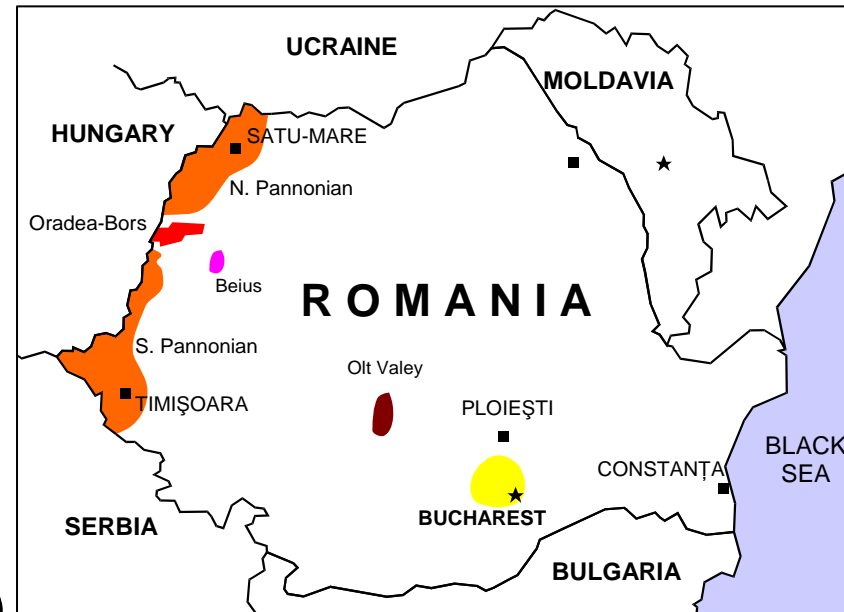 UCRAINE
MOLDAVIA
HUNGARY
SATU-MARE
N. Pannonian
Oradea-Bors
Beius
ROMANIA
S. Pannonian
Olt Valey
TIMIŞOARA
PLOIEŞTI
CONSTANŢA
BLACK
SEA
BUCHAREST
SERBIA
BULGARIA
)